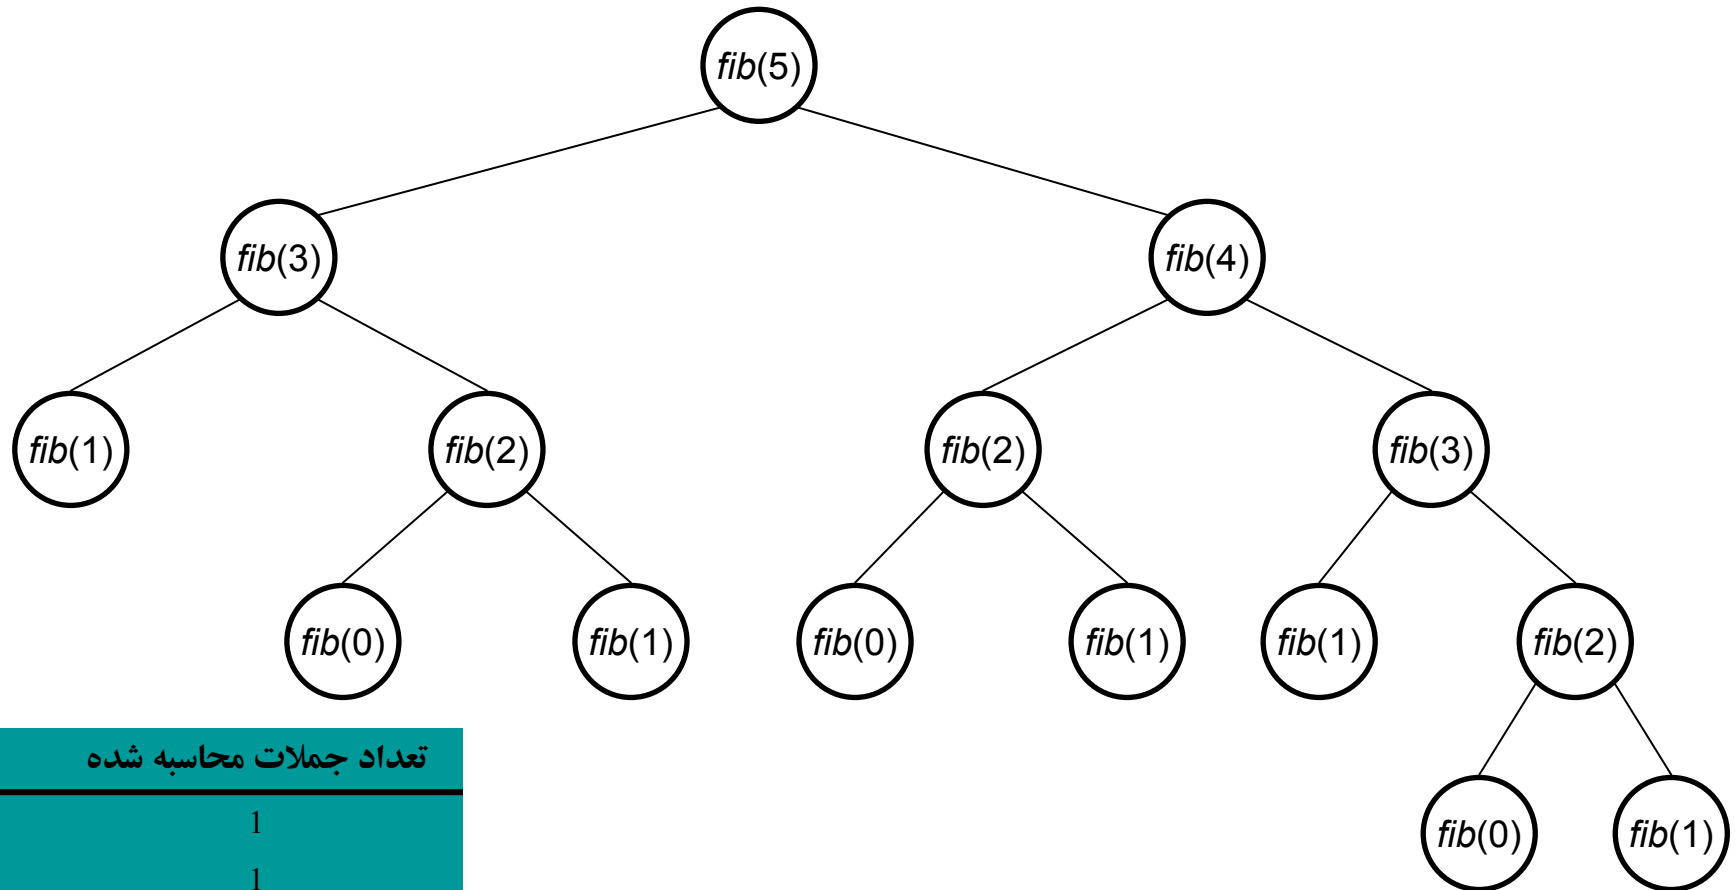 fib(5)
fib(3) fib(4)
fib(1) fib(2) fib(2) fib(3)
fib(0) fib(1) fib(0) fib(1) fib(1) fib(2)
تعداد جملات محاسبه شده
1
fib(0) fib(1)
1